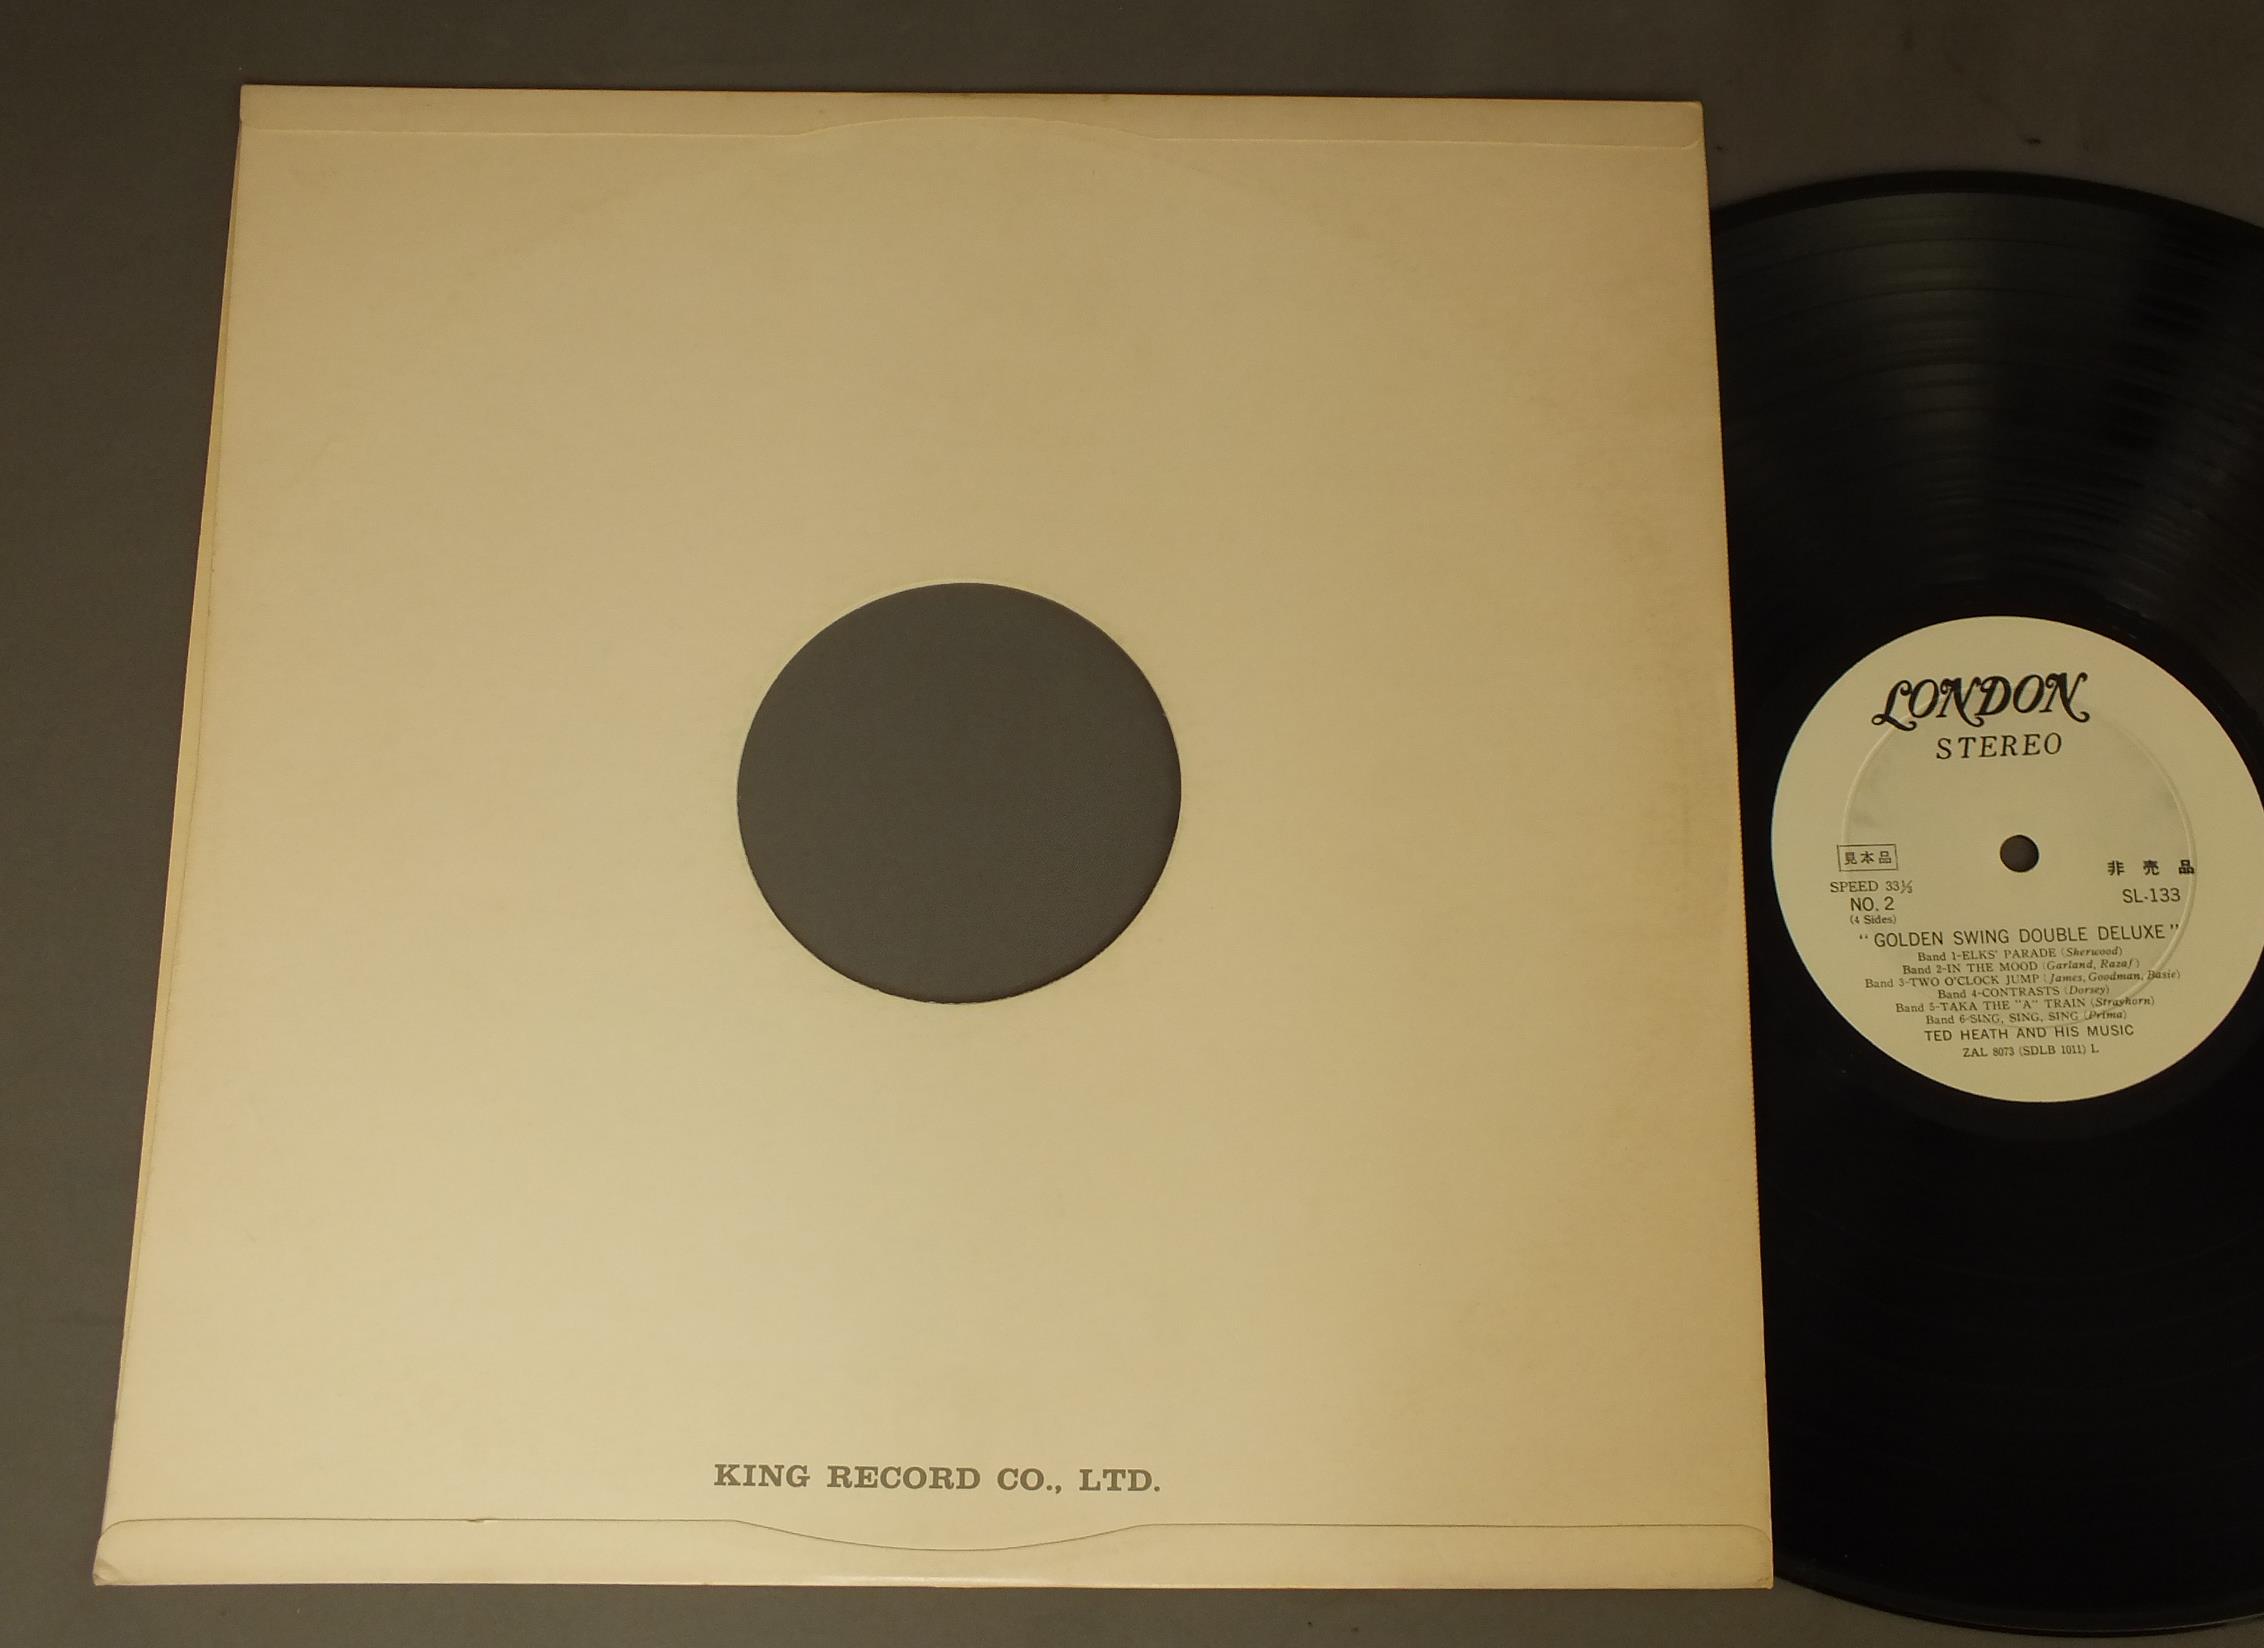 KING RECORD CO., LTD.
LONDON
STEREO
見本品
非売品
SPEED 33⅓
SL-133
NO. 2
(4 Sides)
"GOLDEN SWING DOUBLE DELUXE"
Band 1-ELKS' PARADE (Sherwood)
Band 2-IN THE MOOD (Garland, Razaf)
Band 3-TWO O'CLOCK JUMP (James, Goodman, Basie)
Band 4-CONTRASTS (Dorsey)
Band 5-TAKA THE "A" TRAIN (Strayhorn)
Band 6-SING, SING, SING (Prima)
TED HEATH AND HIS MUSIC
ZAL 8073 (SDLB 1011) L